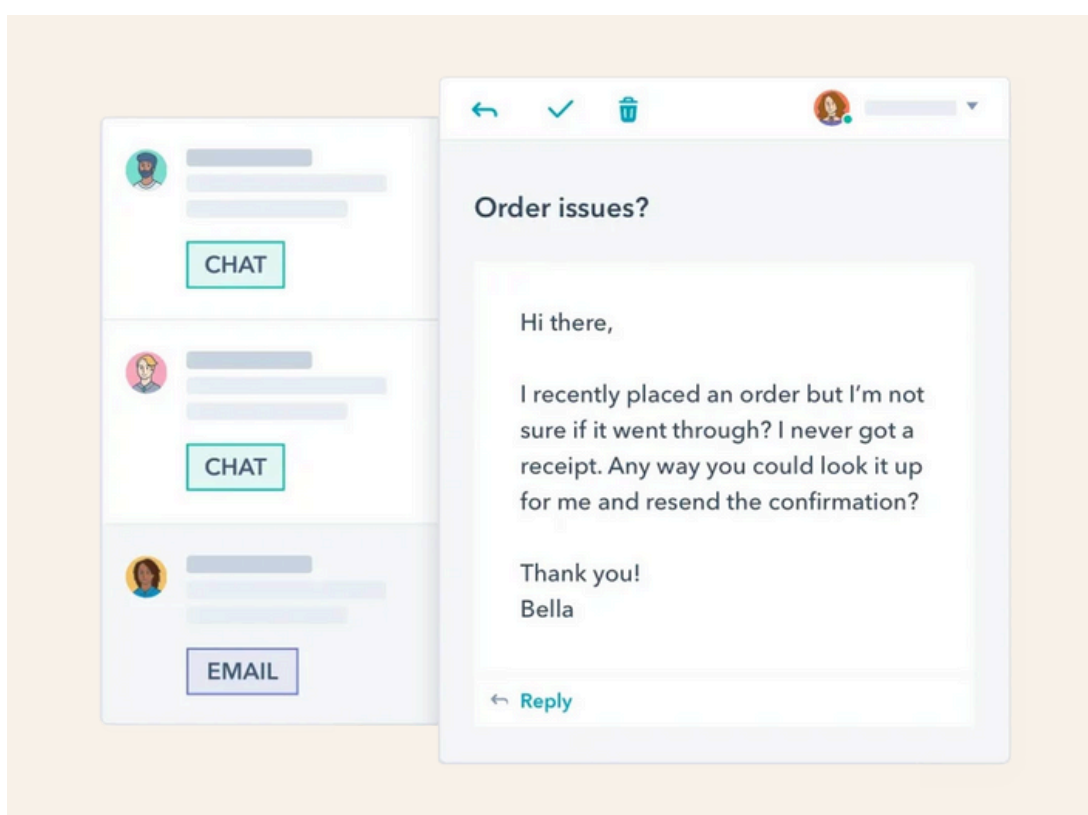 CHAT
CHAT
EMAIL
Order issues?
Hi there,
I recently placed an order but I’m not
sure if it went through? I never got a
receipt. Any way you could look it up
for me and resend the confirmation?
Thank you!
Bella
Reply